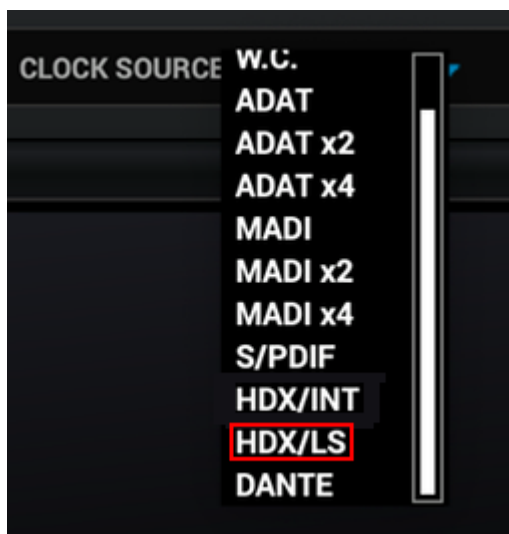 CLOCK SOURCE
W.C.
ADAT
ADAT x2
ADAT x4
MADI
MADI x2
MADI x4
S/PDIF
HDX/INT
HDX/LS
DANTE